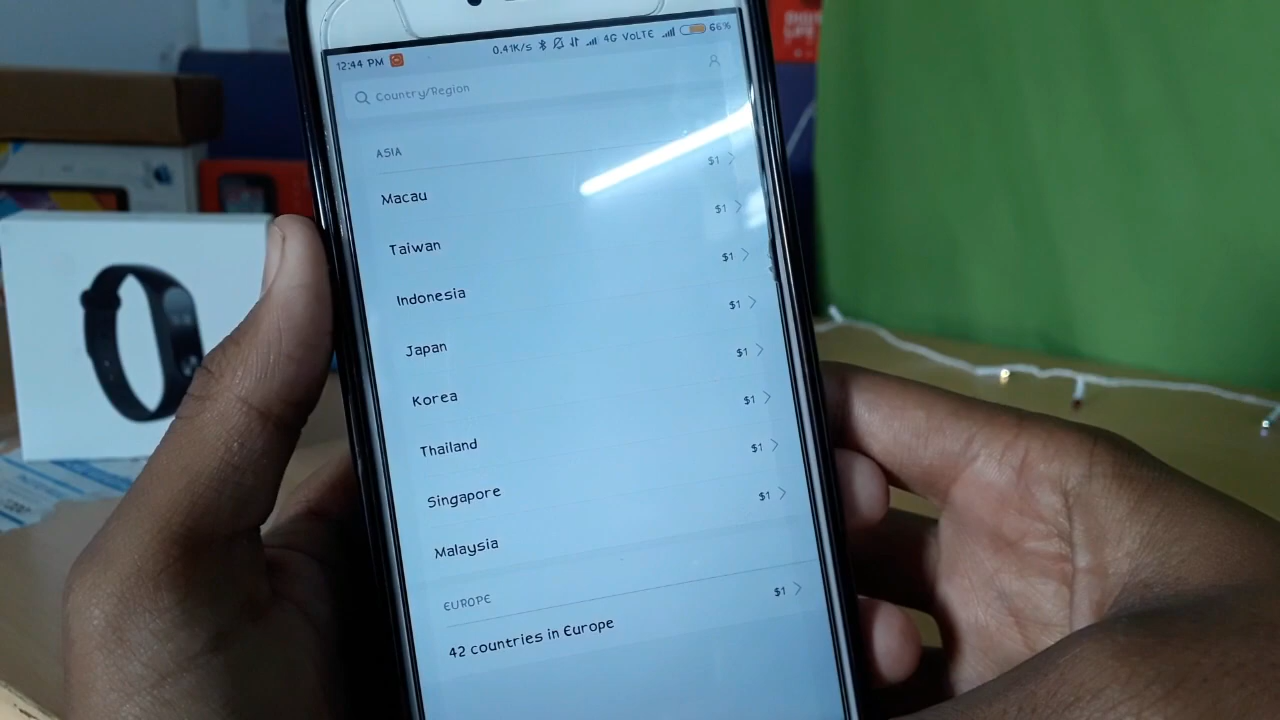 12:44 PM 0.41K/s 4G VoLTE 66%
Country/Region
ASIA
Macau $1
Taiwan $1
Indonesia $1
Japan $1
Korea $1
Thailand $1
Singapore $1
Malaysia $1
EUROPE
42 countries in Europe $1